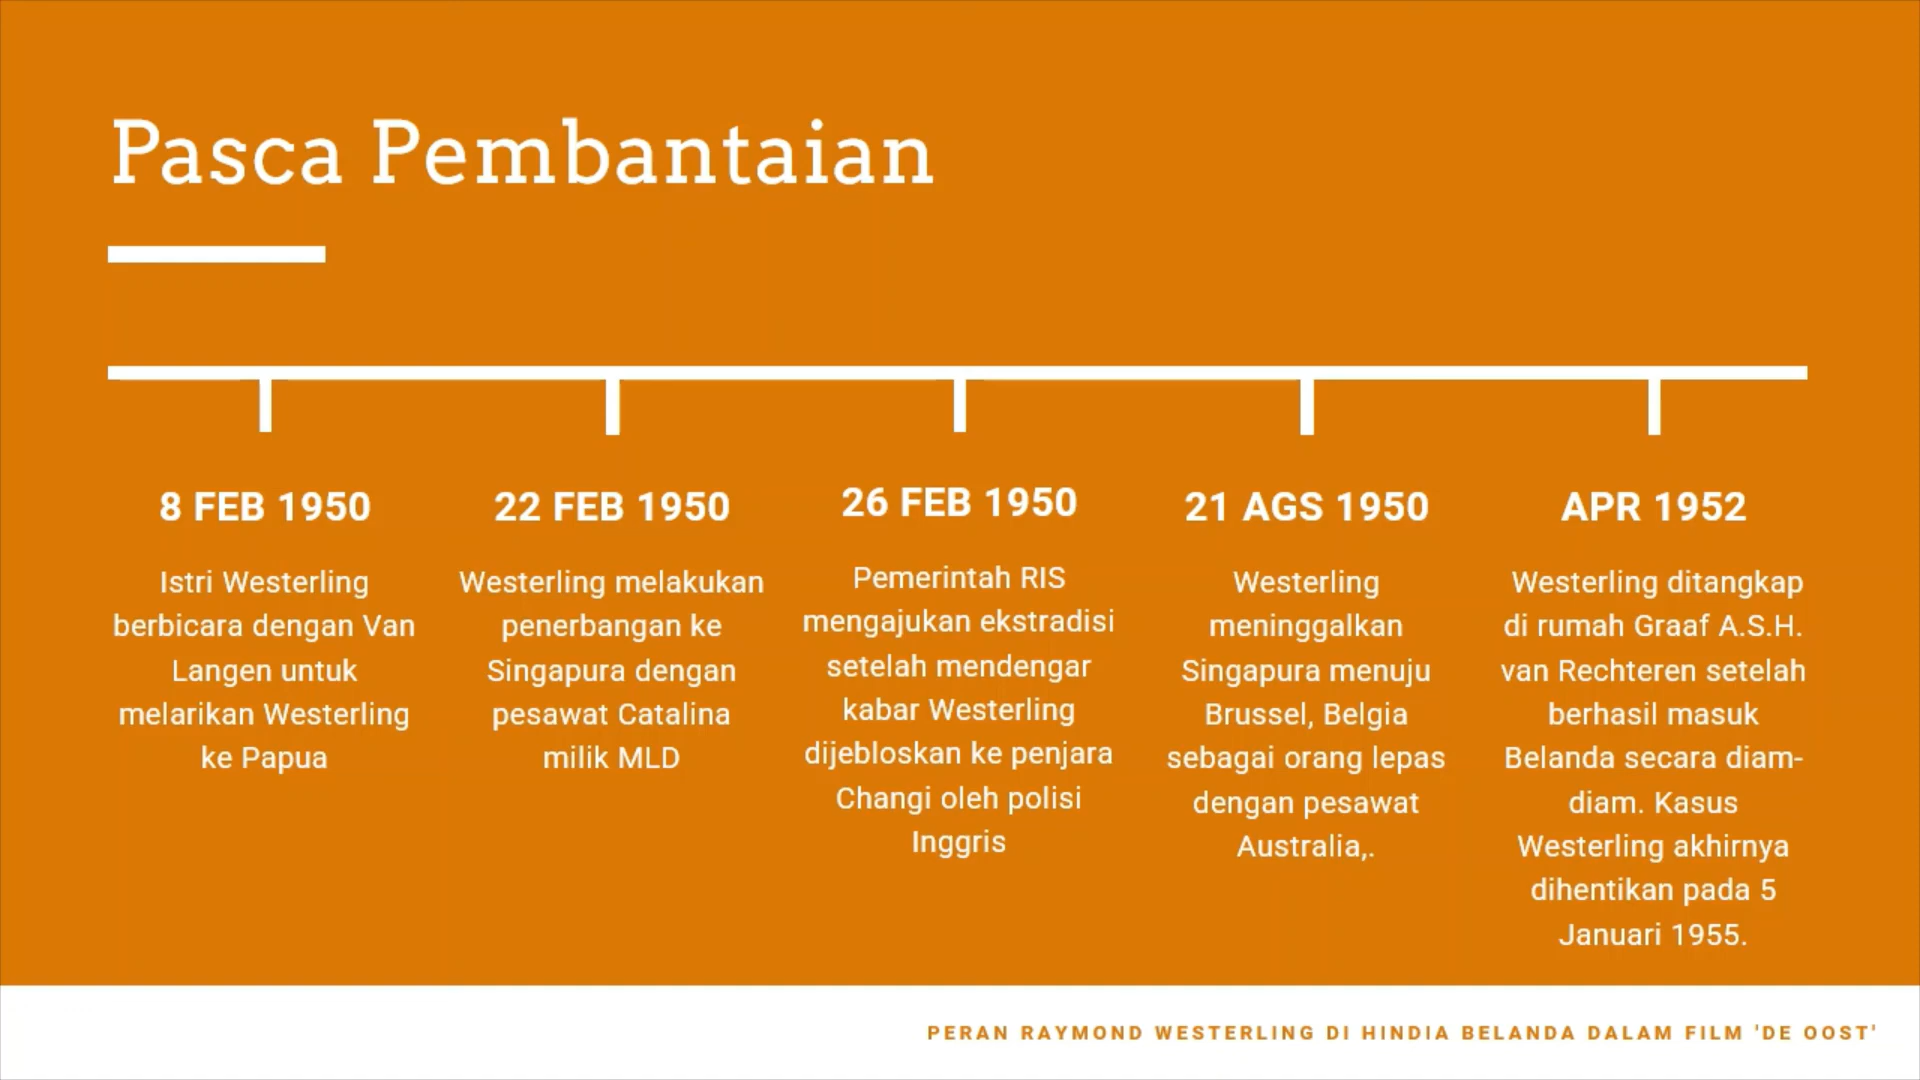 Pasca Pembantaian
8 FEB 1950
Istri Westerling
berbicara dengan Van
Langen untuk
melarikan Westerling
ke Papua
22 FEB 1950
Westerling melakukan
penerbangan ke
Singapura dengan
pesawat Catalina
milik MLD
26 FEB 1950
Pemerintah RIS
mengajukan ekstradisi
setelah mendengar
kabar Westerling
dijebloskan ke penjara
Changi oleh polisi
Inggris
21 AGS 1950
Westerling
meninggalkan
Singapura menuju
Brussel, Belgia
sebagai orang lepas
dengan pesawat
Australia,.
APR 1952
Westerling ditangkap
di rumah Graaf A.S.H.
van Rechteren setelah
berhasil masuk
Belanda secara diam-
diam. Kasus
Westerling akhirnya
dihentikan pada 5
Januari 1955.
PERAN RAYMOND WESTERLING DI HINDIA BELANDA DALAM FILM 'DE OOST'